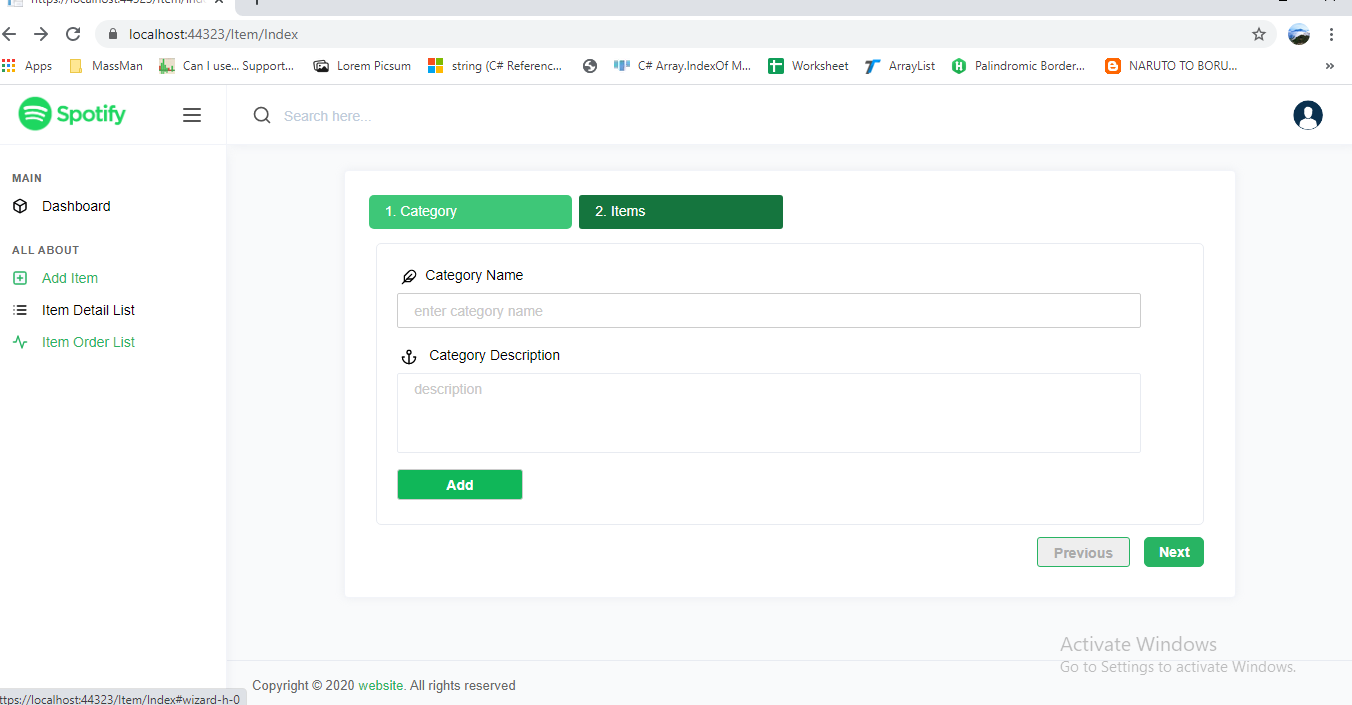 https://localhost:44323/Item/Ind
localhost:44323/Item/Index
Apps MassMan Can I use... Support... Lorem Picsum string (C# Referenc... C# Array.IndexOf M... Worksheet ArrayList Palindromic Border... NARUTO TO BORU... »
Spotify
Search here...
MAIN
Dashboard
ALL ABOUT
Add Item
Item Detail List
Item Order List
1. Category 2. Items
Category Name
enter category name
Category Description
description
Add
Previous Next
Activate Windows
Go to Settings to activate Windows.
Copyright © 2020 website. All rights reserved
ttps://localhost:44323/Item/Index#wizard-h-0